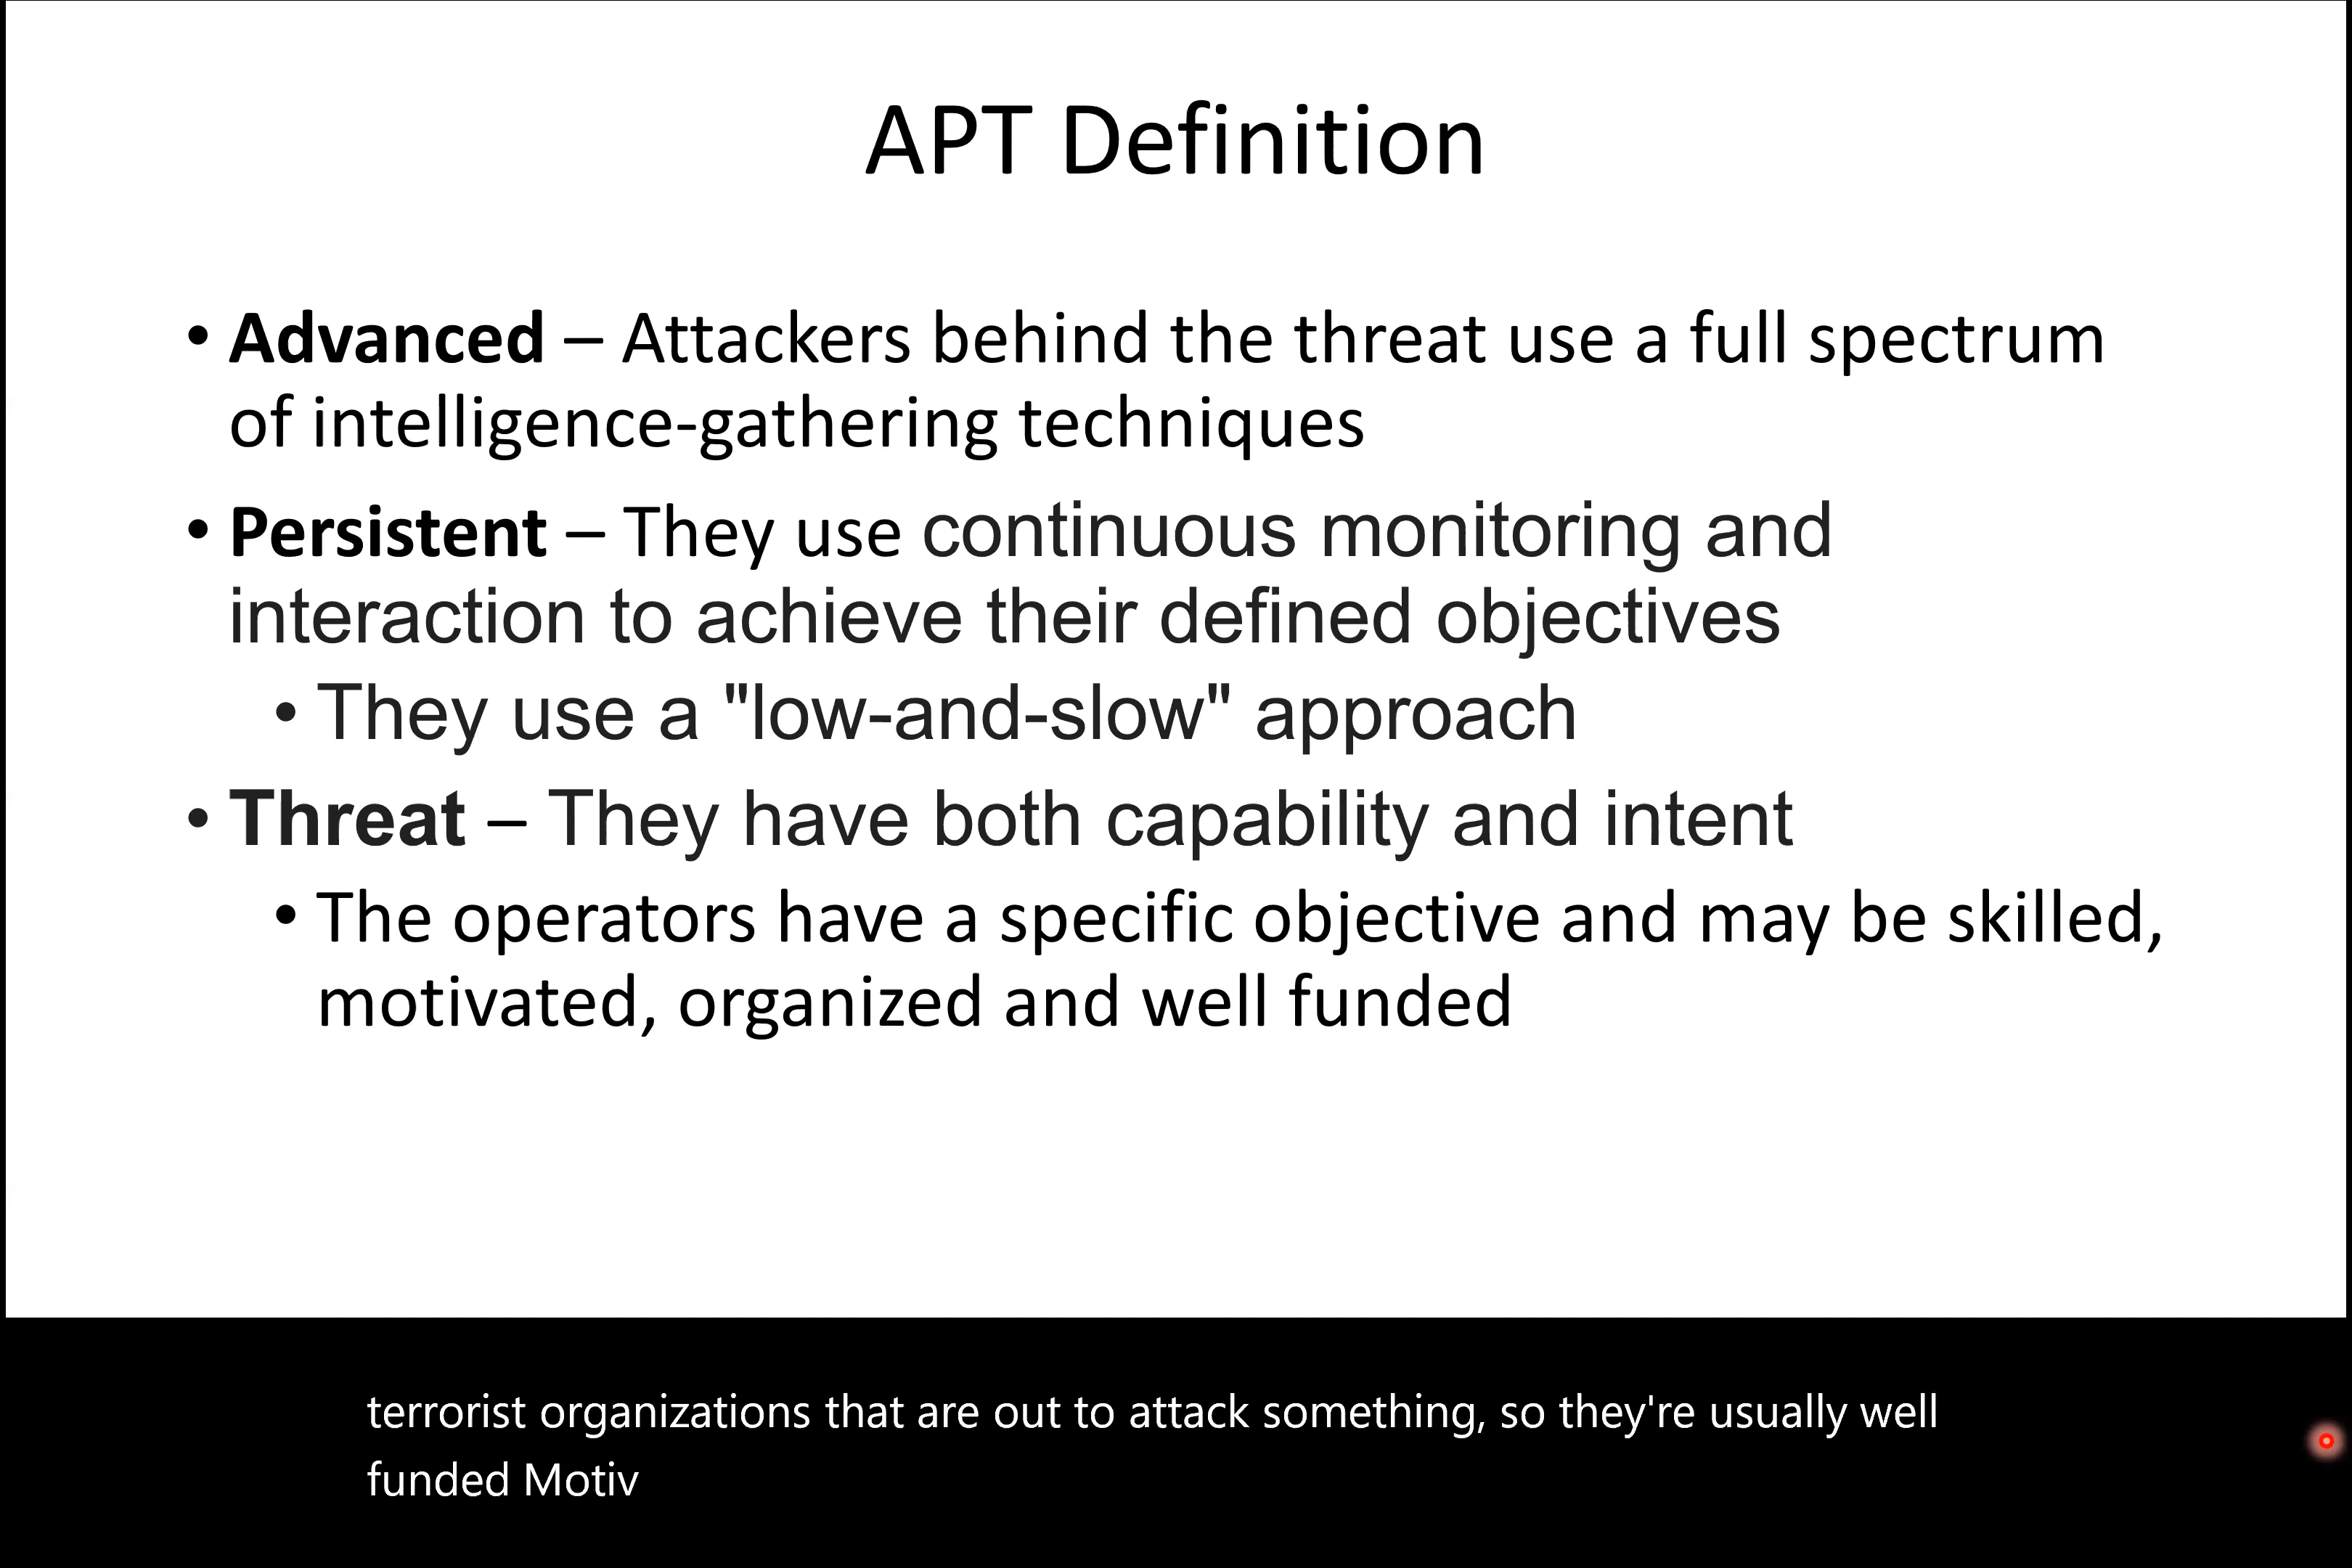 APT Definition
• Advanced – Attackers behind the threat use a full spectrum
of intelligence-gathering techniques
• Persistent – They use continuous monitoring and
interaction to achieve their defined objectives
• They use a "low-and-slow" approach
• Threat – They have both capability and intent
• The operators have a specific objective and may be skilled,
motivated, organized and well funded
terrorist organizations that are out to attack something, so they're usually well
funded Motiv